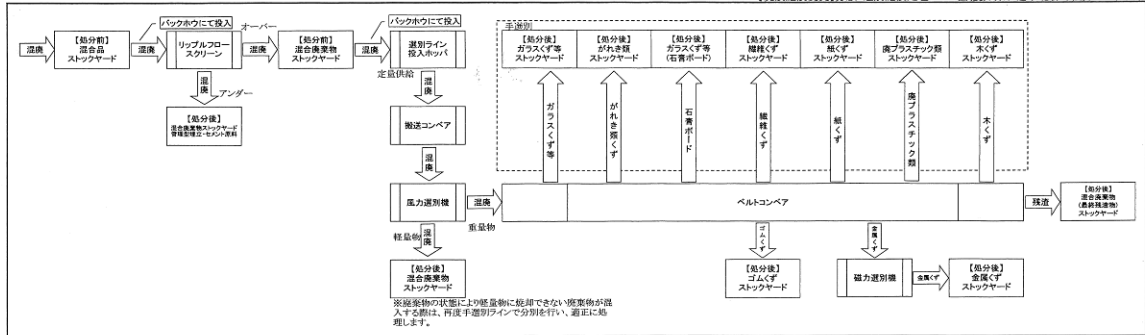 バックホウにて投入
バックホウにて投入
手選別
混廃
【処分前】
混合品
ストックヤード
混廃
リップルフロー
スクリーン
オーバー
混廃
【処分前】
混合廃棄物
ストックヤード
混廃
選別ライン
投入ホッパ
定量供給
混廃
アンダー
【処分後】
混合廃棄物ストックヤード
管理型埋立・セメント原料
混廃
搬送コンベア
混廃
風力選別機
混廃
重量物
軽量物
混廃
【処分後】
混合廃棄物
ストックヤード
※廃棄物の状態により軽量物に焼却できない廃棄物が混
入する際は、再度手選別ラインで分別を行い、適正に処
理します。
【処分後】
ガラスくず等
ストックヤード
【処分後】
がれき類
ストックヤード
【処分後】
ガラスくず等
(石膏ボード)
【処分後】
繊維くず
ストックヤード
【処分後】
紙くず
ストックヤード
【処分後】
廃プラスチック類
ストックヤード
【処分後】
木くず
ストックヤード
ガラスくず等
がれき類くず
石膏ボード
繊維くず
紙くず
廃プラスチック類
木くず
ベルトコンベア
残渣
【処分後】
混合廃棄物
(最終残渣物)
ストックヤード
ゴムくず
【処分後】
ゴムくず
ストックヤード
金属くず
磁力選別機
金属くず
【処分後】
金属くず
ストックヤード